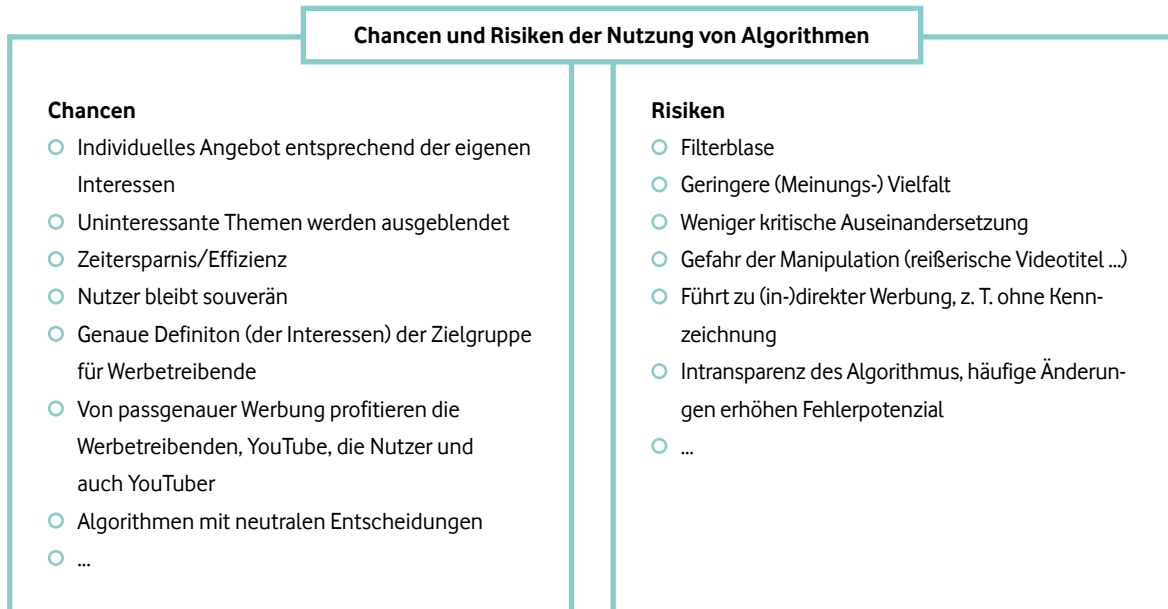 Chancen und Risiken der Nutzung von Algorithmen
Chancen
Individuelles Angebot entsprechend der eigenen
Interessen
Uninteressante Themen werden ausgeblendet
Zeitersparnis/Effizienz
Nutzer bleibt souverän
Genaue Definiton (der Interessen) der Zielgruppe
für Werbetreibende
Von passgenauer Werbung profitieren die
Werbetreibenden, YouTube, die Nutzer und
auch YouTuber
Algorithmen mit neutralen Entscheidungen
...
Risiken
Filterblase
Geringere (Meinungs-) Vielfalt
Weniger kritische Auseinandersetzung
Gefahr der Manipulation (reißerische Videotitel ...)
Führt zu (in-)direkter Werbung, z. T. ohne Kenn-
zeichnung
Intransparenz des Algorithmus, häufige Änderun-
gen erhöhen Fehlerpotenzial
...